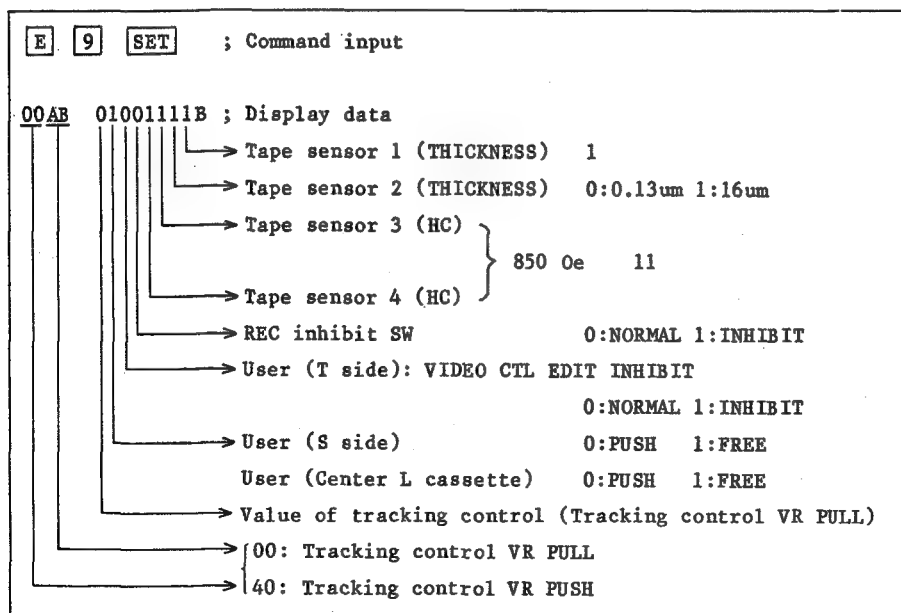 E 9 SET ; Command input
00AB 01001111B ; Display data
Tape sensor 1 (THICKNESS) 1
Tape sensor 2 (THICKNESS) 0:0.13um 1:16um
Tape sensor 3 (HC)
850 Oe 11
Tape sensor 4 (HC)
REC inhibit SW 0:NORMAL 1:INHIBIT
User (T side): VIDEO CTL EDIT INHIBIT
0:NORMAL 1:INHIBIT
User (S side) 0:PUSH 1:FREE
User (Center L cassette) 0:PUSH 1:FREE
Value of tracking control (Tracking control VR PULL)
00: Tracking control VR PULL
40: Tracking control VR PUSH